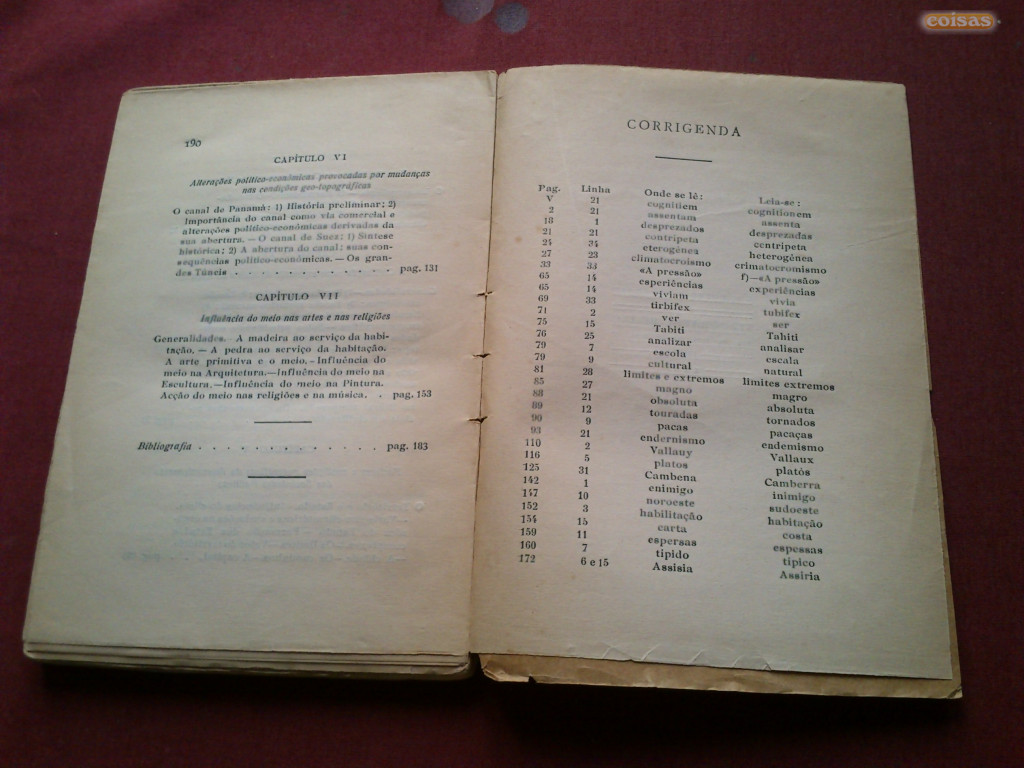 190
CAPÍTULO VI
Alterações político-económicas provocadas por mudanças
nas condições geo-topográficas
O canal de Panamá: 1) História preliminar; 2)
Importância do canal como via comercial e
alterações político-económicas derivadas da
sua abertura. — O canal de Suez: 1) Síntese
histórica; 2) A abertura do canal: suas con-
sequências político-económicas. — Os gran-
des Túneis . . . . . . . . . . . pag. 131
CAPÍTULO VII
Influência do meio nas artes e nas religiões
Generalidades. A madeira ao serviço da habi-
tação. — A pedra ao serviço da habitação.
A arte primitiva e o meio. — Influência do
meio na Arquitetura. — Influência do meio na
Escultura. — Influência do meio na Pintura.
Acção do meio nas religiões e na música. . pag. 153
Bibliografia . . . . . . . . . . . . pag. 183
CORRIGENDA
Pag. Linha Onde se lê: Leia-se:
V 21 cognitiem cognitionem
2 21 assentam assenta
18 1 desprezados desprezadas
21 21 contripeta centripeta
24 34 eterogénea heterogénea
27 23 climatocroismo crimatocromismo
33 33 «A pressão» f)—«A pressão»
65 14 esperiências experiências
65 14 viviam vivia
69 33 tirbifex tubifex
71 2 ver ser
75 15 Tabiti Tahiti
76 25 analizar analisar
79 7 escola escala
79 9 cultural natural
81 28 limites e extremos limites extremos
85 27 magno magro
88 21 obsoluta absoluta
89 12 touradas tornados
90 9 pacas pacaças
93 21 endernismo endemismo
110 2 Vallauy Vallaux
116 5 platos platós
125 31 Cambena Camberra
142 1 enimigo inimigo
147 10 noroeste sudoeste
152 3 habilitação habitação
154 15 carta costa
159 11 espersas espessas
160 7 tipido tipico
172 6 e 15 Assisia Assiria
coisas